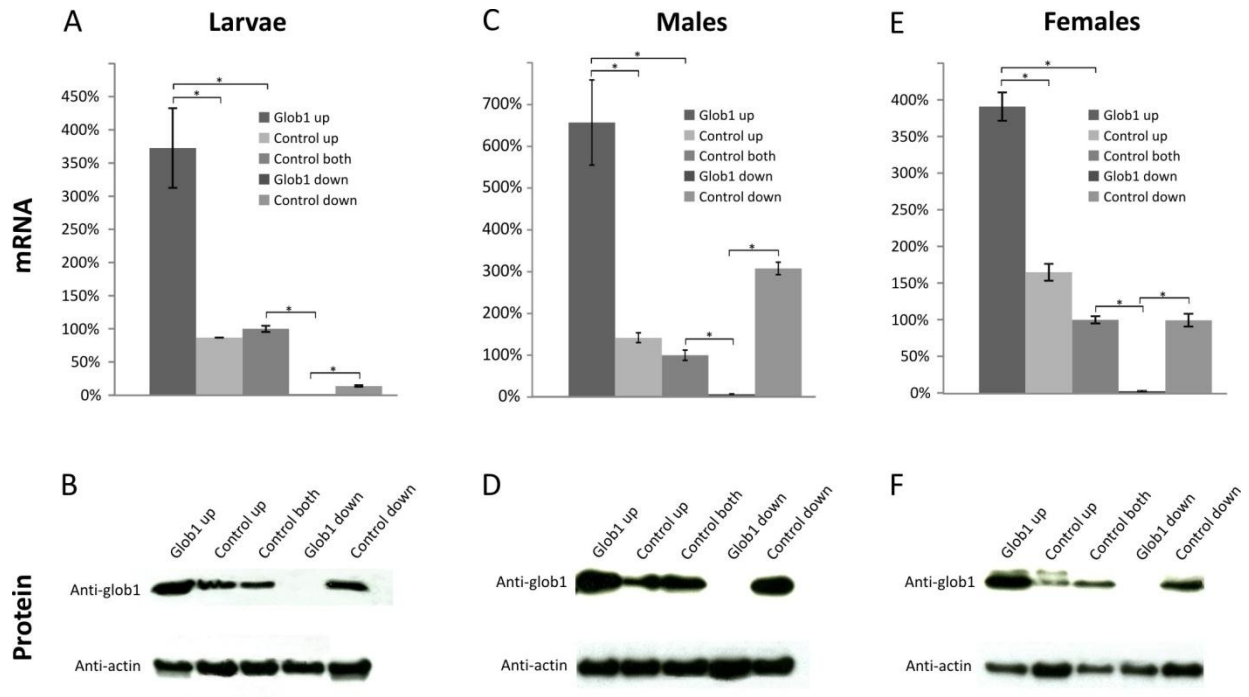 A Larvae
mRNA
450%
400%
350%
300%
250%
200%
150%
100%
50%
0%
*
*
*
*
Glob1 up
Control up
Control both
Glob1 down
Control down
C Males
700%
600%
500%
400%
300%
200%
100%
0%
*
*
*
*
Glob1 up
Control up
Control both
Glob1 down
Control down
E Females
400%
350%
300%
250%
200%
150%
100%
50%
0%
*
*
*
*
Glob1 up
Control up
Control both
Glob1 down
Control down
Protein
B
Glob1 up
Control up
Control both
Glob1 down
Control down
Anti-glob1
Anti-actin
D
Glob1 up
Control up
Control both
Glob1 down
Control down
Anti-glob1
Anti-actin
F
Glob1 up
Control up
Control both
Glob1 down
Control down
Anti-glob1
Anti-actin